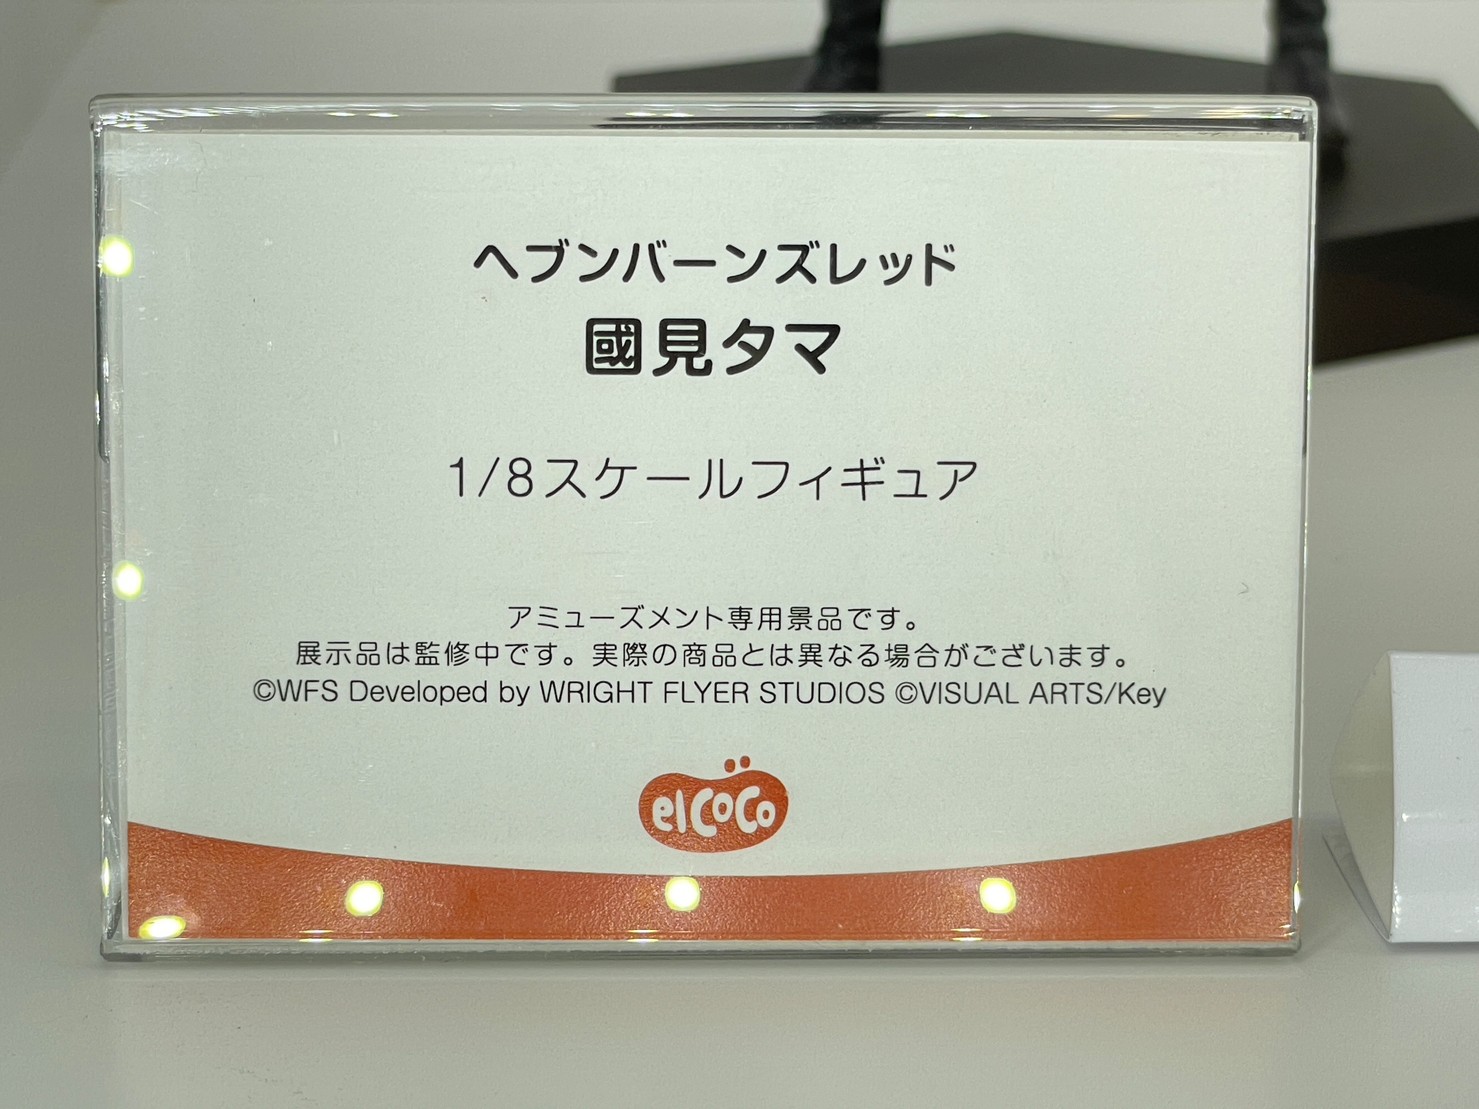 ヘブンバーンズレッド
國見タマ
1/8スケールフィギュア
アミューズメント専用景品です。
展示品は監修中です。実際の商品とは異なる場合がございます。
©WFS Developed by WRIGHT FLYER STUDIOS ©VISUAL ARTS/Key
elcoco